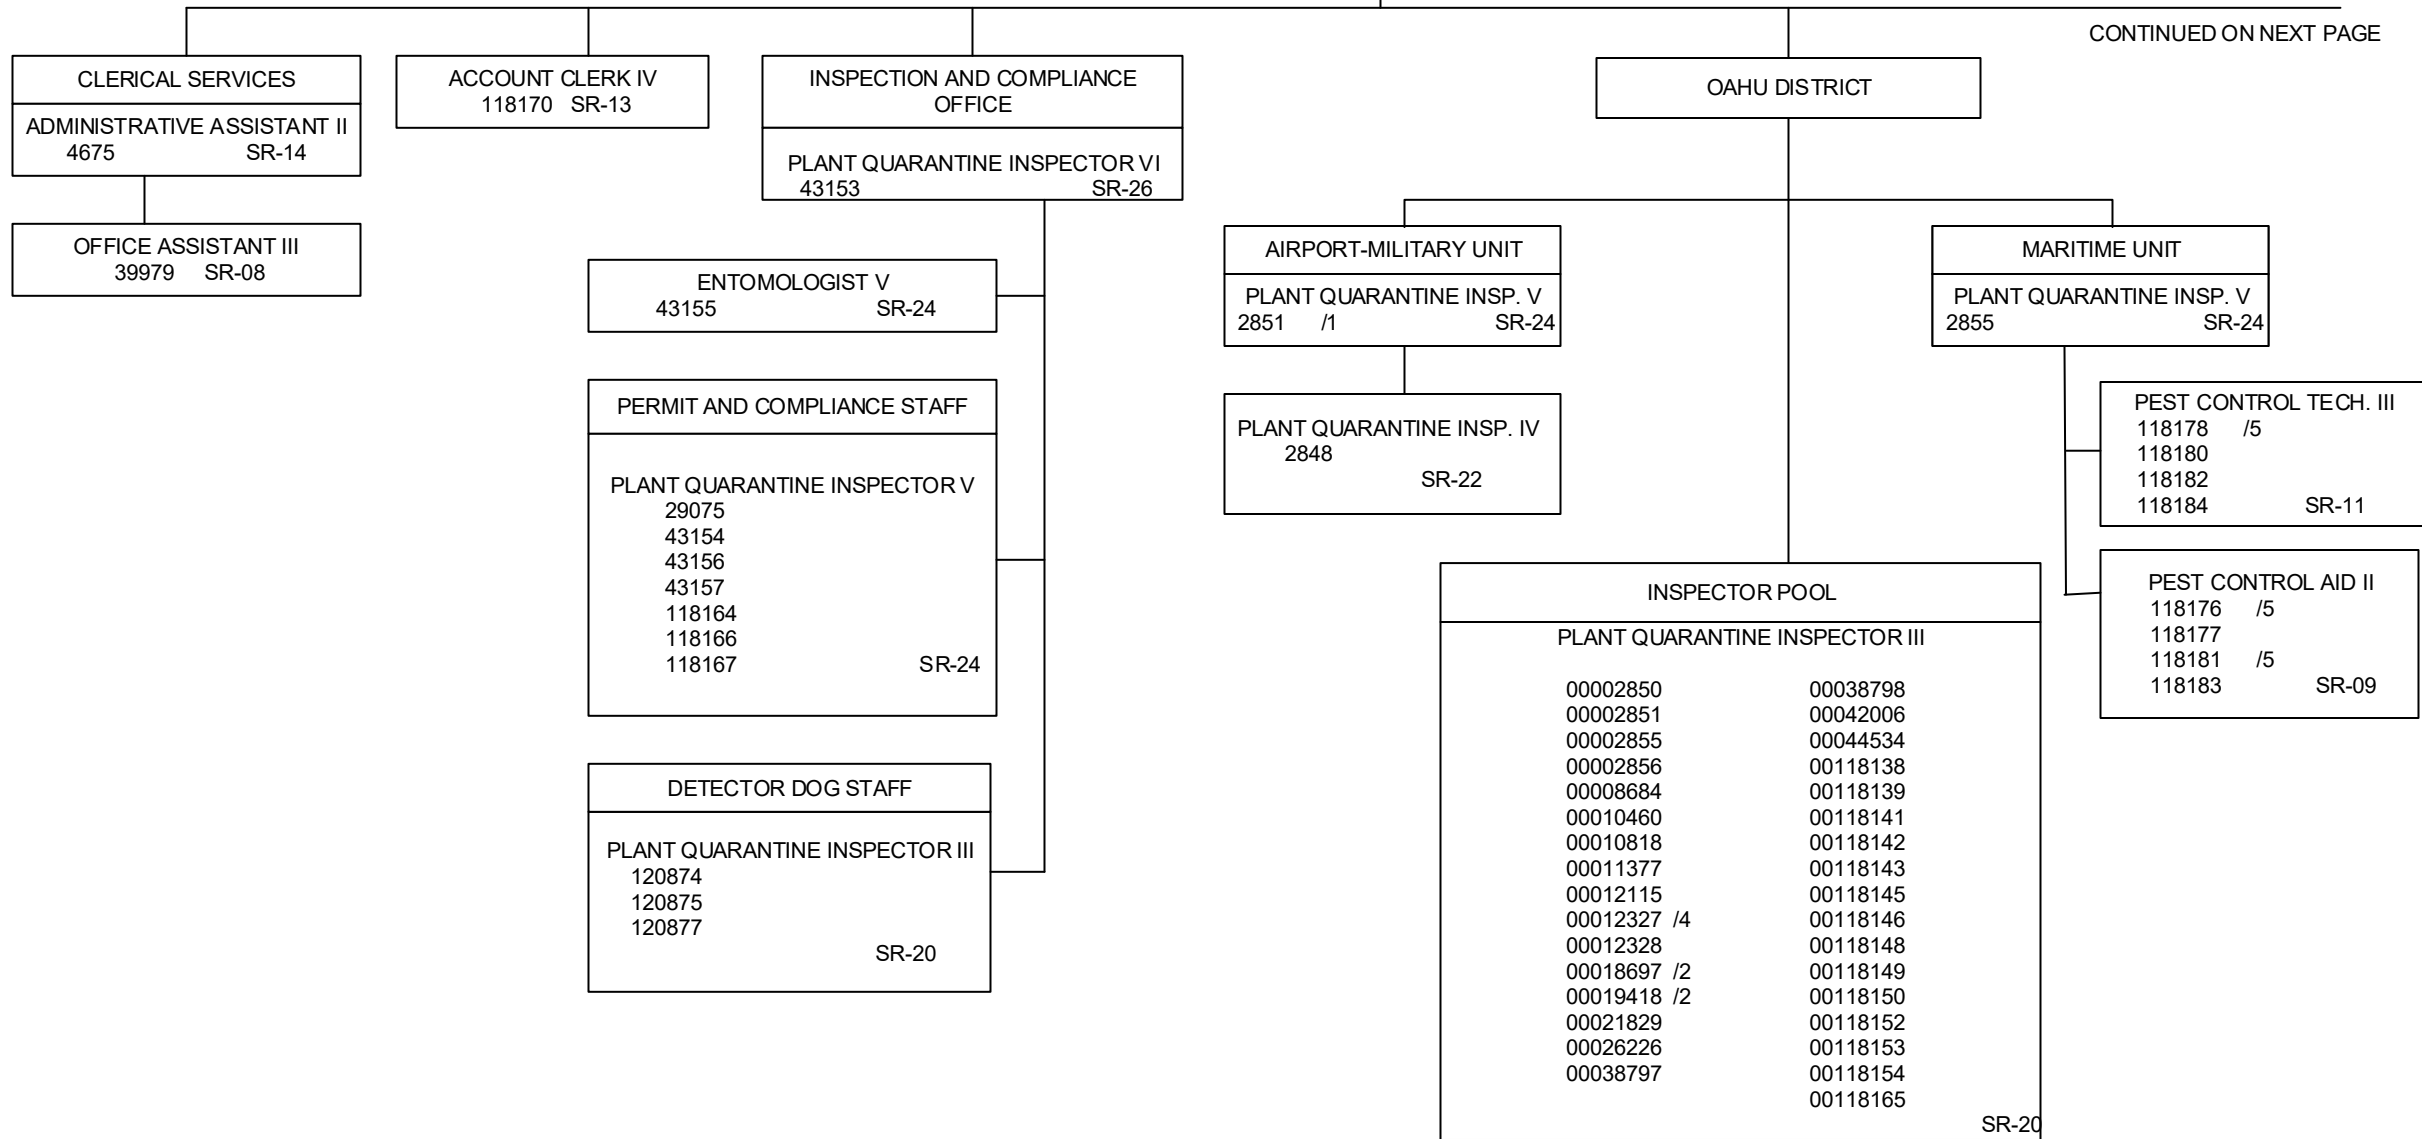 CONTINUED ON NEXT PAGE
CLERICAL SERVICES
ADMINISTRATIVE ASSISTANT II
4675 SR-14
OFFICE ASSISTANT III
39979 SR-08
ACCOUNT CLERK IV
118170 SR-13
INSPECTION AND COMPLIANCE
OFFICE
PLANT QUARANTINE INSPECTOR VI
43153 SR-26
ENTOMOLOGIST V
43155 SR-24
PERMIT AND COMPLIANCE STAFF
PLANT QUARANTINE INSPECTOR V
29075
43154
43156
43157
118164
118166
118167 SR-24
DETECTOR DOG STAFF
PLANT QUARANTINE INSPECTOR III
120874
120875
120877
SR-20
OAHU DISTRICT
AIRPORT-MILITARY UNIT
PLANT QUARANTINE INSP. V
2851 /1 SR-24
PLANT QUARANTINE INSP. IV
2848
SR-22
MARITIME UNIT
PLANT QUARANTINE INSP. V
2855 SR-24
PEST CONTROL TECH. III
118178 /5
118180
118182
118184 SR-11
PEST CONTROL AID II
118176 /5
118177
118181 /5
118183 SR-09
INSPECTOR POOL
PLANT QUARANTINE INSPECTOR III
00002850 00038798
00002851 00042006
00002855 00044534
00002856 00118138
00008684 00118139
00010460 00118141
00010818 00118142
00011377 00118143
00012115 00118145
00012327 /4 00118146
00012328 00118148
00018697 /2 00118149
00019418 /2 00118150
00021829 00118152
00026226 00118153
00038797 00118154
00118165
SR-20